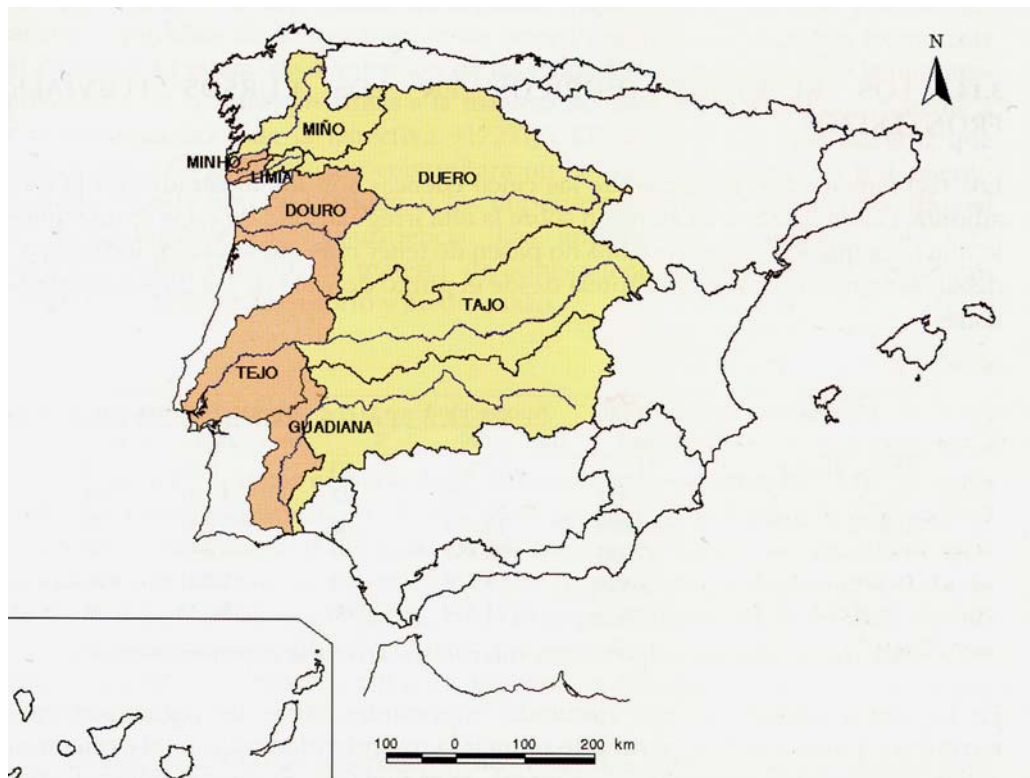 N
MIÑO
MINHO
LIMIA
DUERO
DOURO
TAJO
TEJO
GUADIANA
100 0 100 200 km